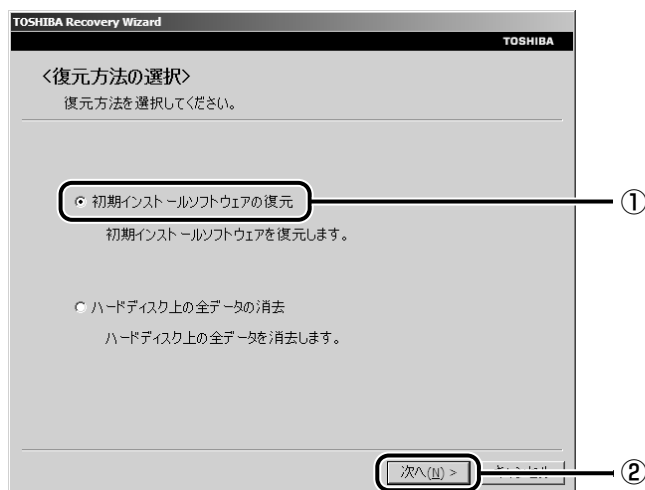 TOSHIBA Recovery Wizard
TOSHIBA
<復元方法の選択>
復元方法を選択してください。
初期インストールソフトウェアの復元
①
初期インストールソフトウェアを復元します。
ハードディスク上の全データの消去
ハードディスク上の全データを消去します。
次へ(N) >
②